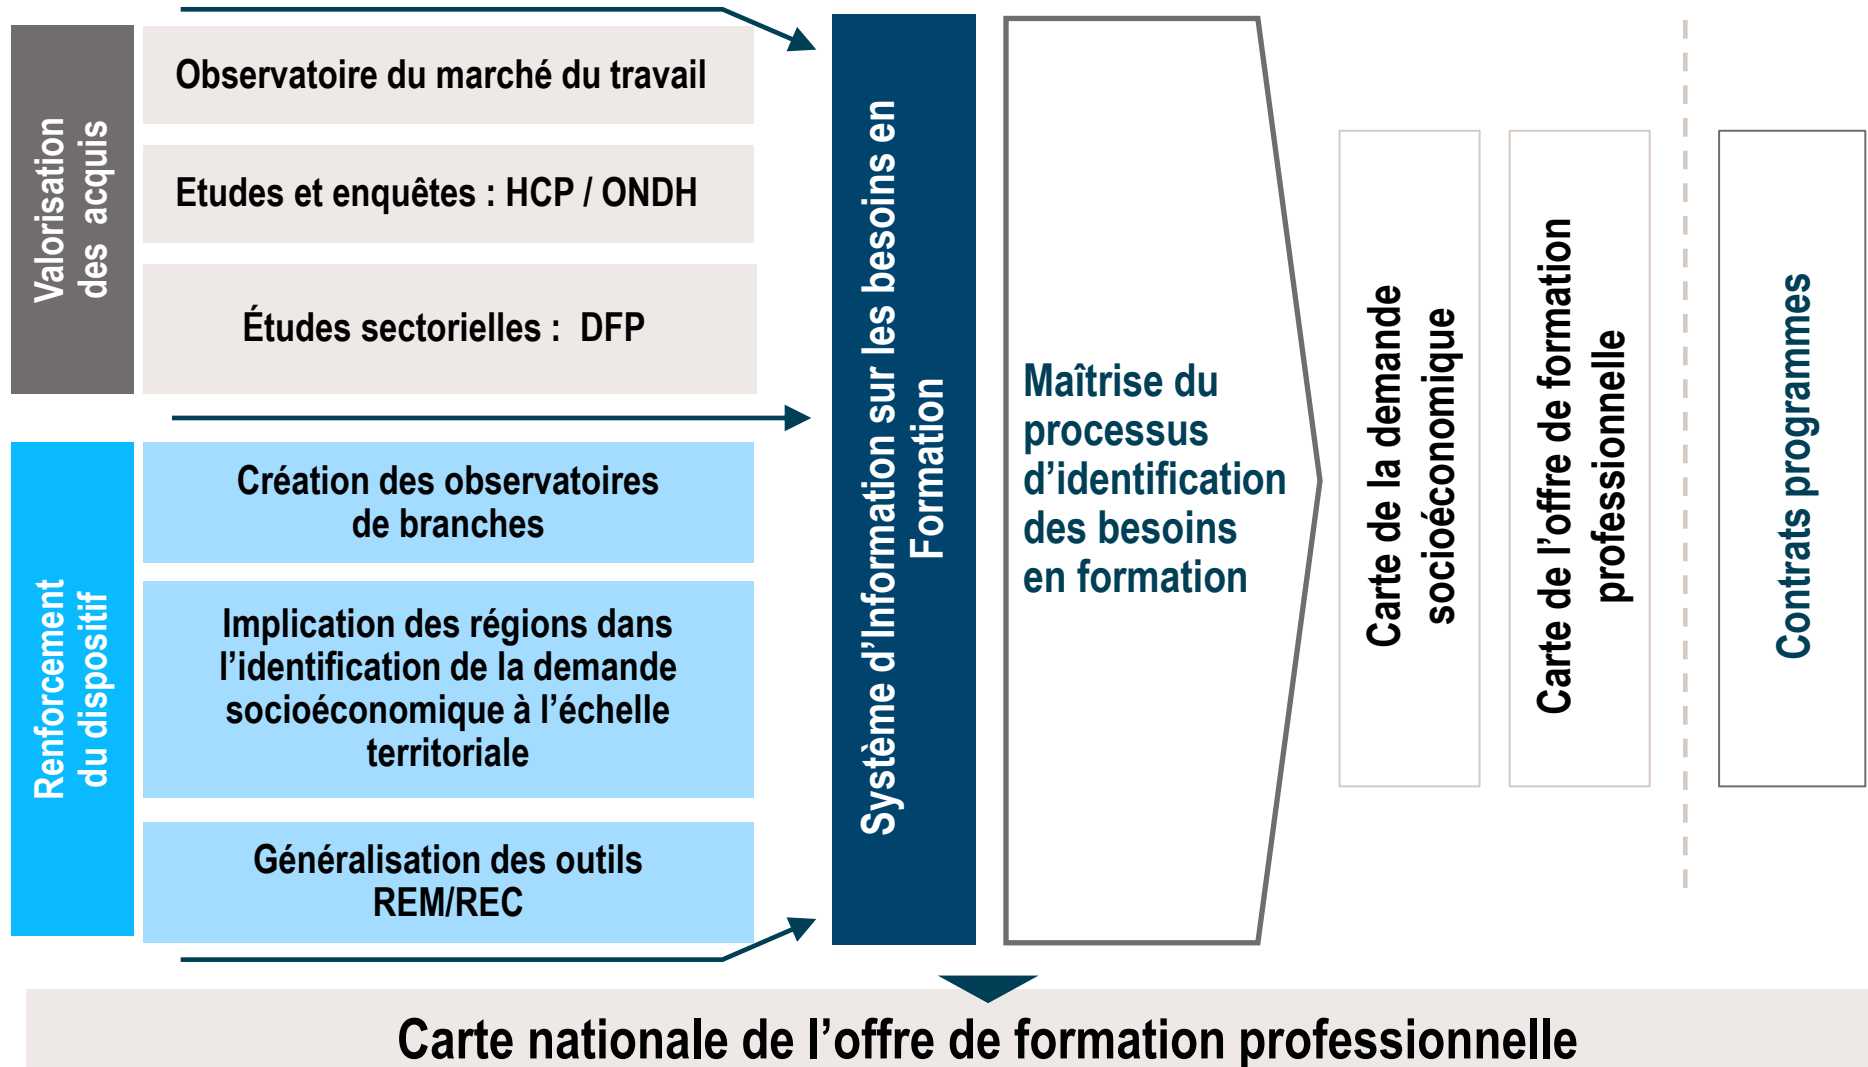 Valorisation
des acquis
Observatoire du marché du travail
Etudes et enquêtes : HCP / ONDH
Études sectorielles : DFP
Renforcement
du dispositif
Création des observatoires
de branches
Implication des régions dans
l’identification de la demande
socioéconomique à l’échelle
territoriale
Généralisation des outils
REM/REC
Système d’Information sur les besoins en
Formation
Maîtrise du
processus
d’identification
des besoins
en formation
Carte de la demande
socioéconomique
Carte de l’offre de formation
professionnelle
Contrats programmes
Carte nationale de l’offre de formation professionnelle